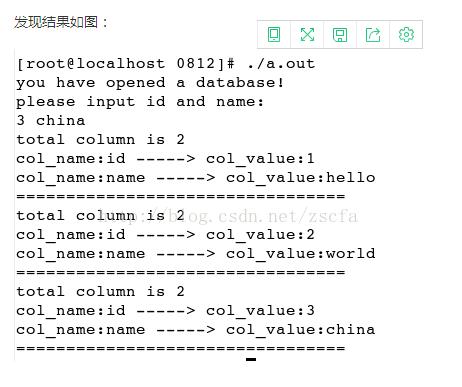 发现结果如图：
[root@localhost 0812]# ./a.out
you have opened a database!
please input id and name:
3 china
total column is 2
col_name:id -----> col_value:1
col_name:name -----> col_value:hello
==================================
total column is 2
http://blog.csdn.net/zscfa
col_name:id -----> col_value:2
col_name:name -----> col_value:world
==================================
total column is 2
col_name:id -----> col_value:3
col_name:name -----> col_value:china
==================================